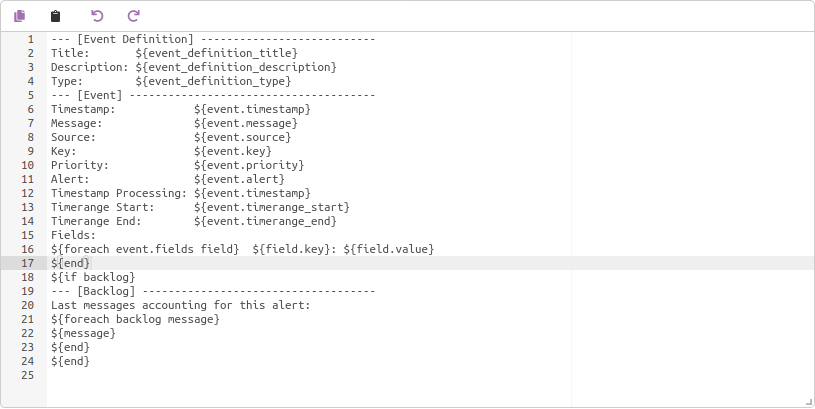 1 --- [Event Definition] ---------------------------
2 Title:       ${event_definition_title}
3 Description: ${event_definition_description}
4 Type:        ${event_definition_type}
5 --- [Event] --------------------------------------
6 Timestamp:            ${event.timestamp}
7 Message:              ${event.message}
8 Source:               ${event.source}
9 Key:                  ${event.key}
10 Priority:             ${event.priority}
11 Alert:                ${event.alert}
12 Timestamp Processing: ${event.timestamp}
13 Timerange Start:      ${event.timerange_start}
14 Timerange End:        ${event.timerange_end}
15 Fields:
16 ${foreach event.fields field}  ${field.key}: ${field.value}
17 ${end}
18 ${if backlog}
19 --- [Backlog] ------------------------------------
20 Last messages accounting for this alert:
21 ${foreach backlog message}
22 ${message}
23 ${end}
24 ${end}
25